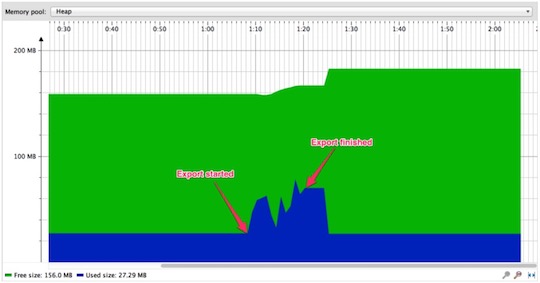 Memory pool: Heap
0:30 0:40 0:50 1:00 1:10 1:20 1:30 1:40 1:50 2:00 2:10
200 MB
Export finished
100 MB
Export started
Free size: 156.0 MB Used size: 27.29 MB